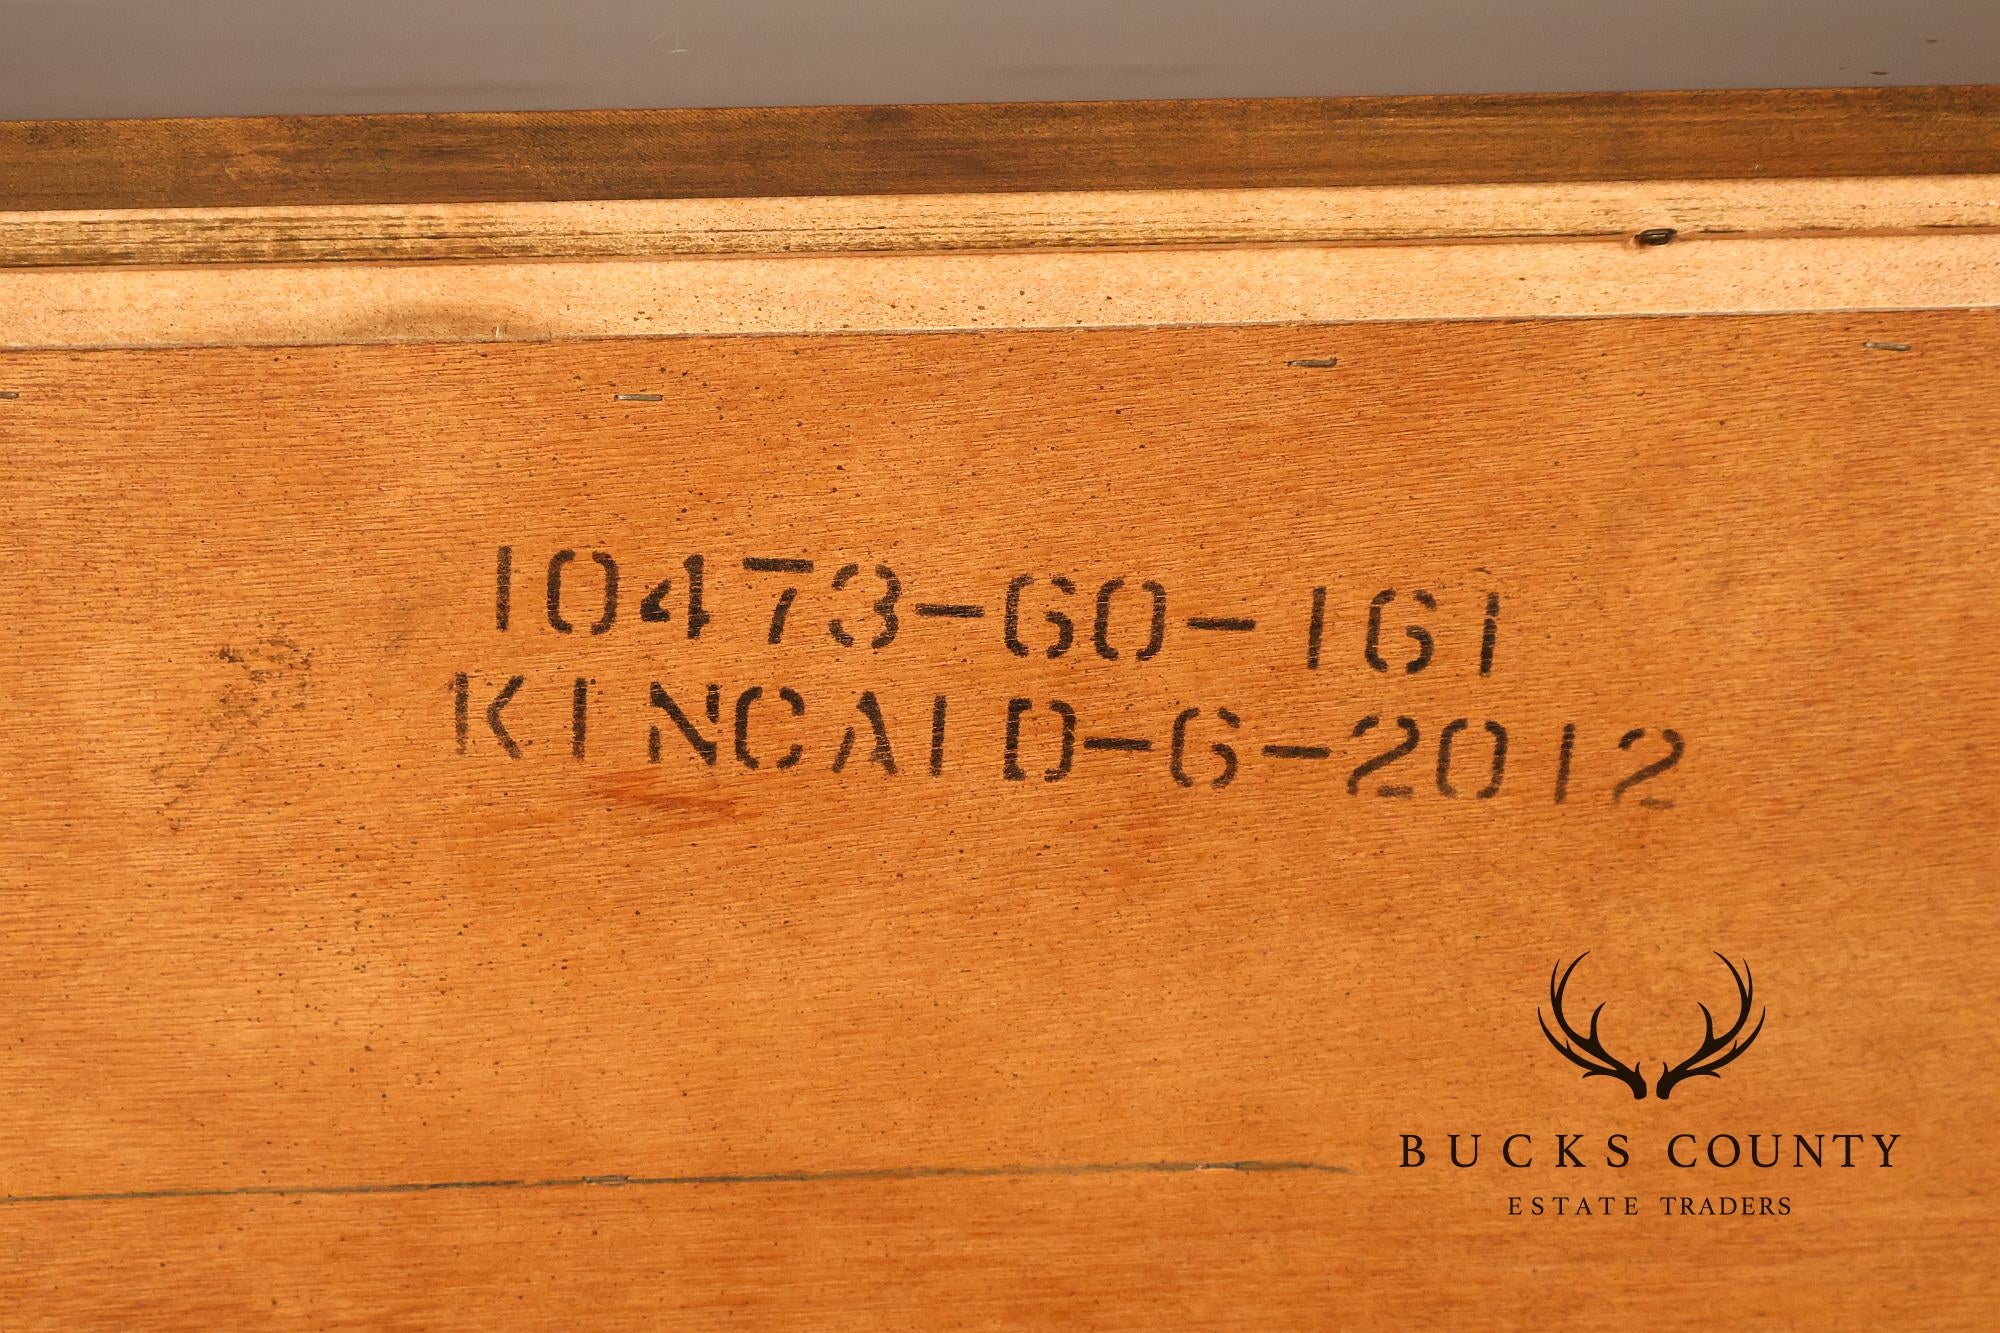 10473-60-161
KINCAID-6-2012
BUCKS COUNTY
ESTATE TRADERS